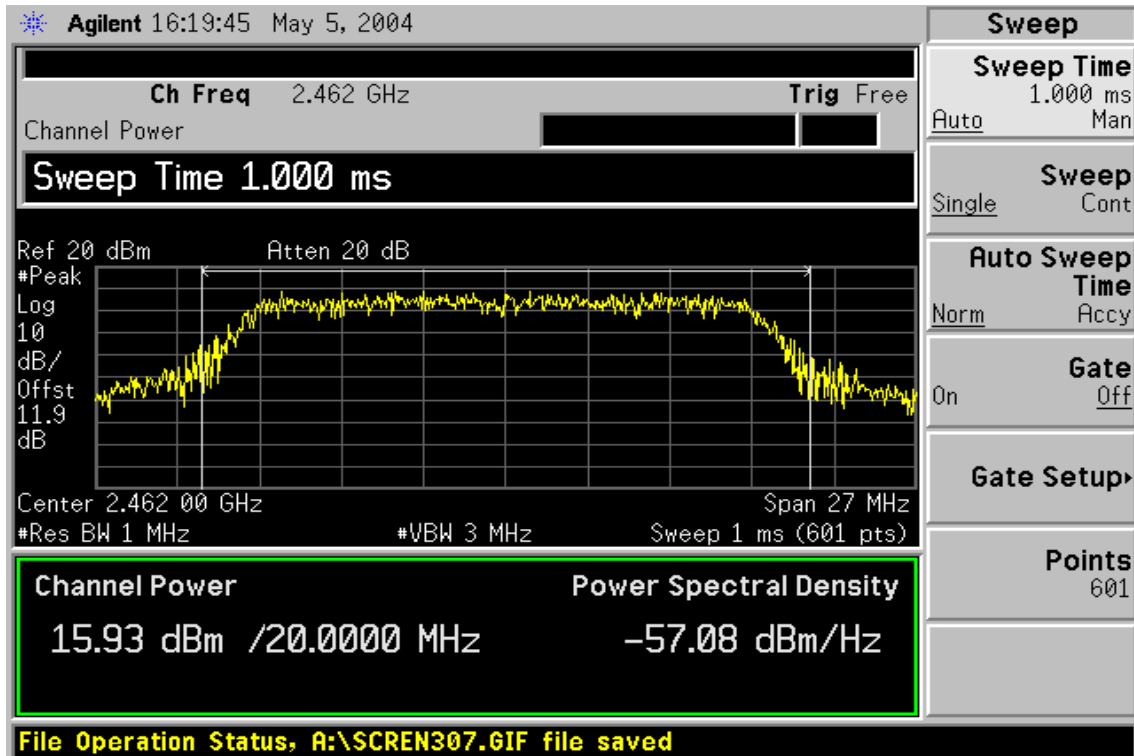 Agilent 16:19:45 May 5, 2004
Ch Freq 2.462 GHz Trig Free
Channel Power
Sweep Time 1.000 ms
Ref 20 dBm Atten 20 dB
#Peak
Log
10
dB/
Offst
11.9
dB
Center 2.462 00 GHz Span 27 MHz
#Res BW 1 MHz #VBW 3 MHz Sweep 1 ms (601 pts)
Channel Power Power Spectral Density
15.93 dBm /20.0000 MHz -57.08 dBm/Hz
File Operation Status, A:\SCREN307.GIF file saved
Sweep
Sweep Time
1.000 ms
Auto Man
Sweep
Single Cont
Auto Sweep
Time
Norm Accy
Gate
On Off
Gate Setup▸
Points
601